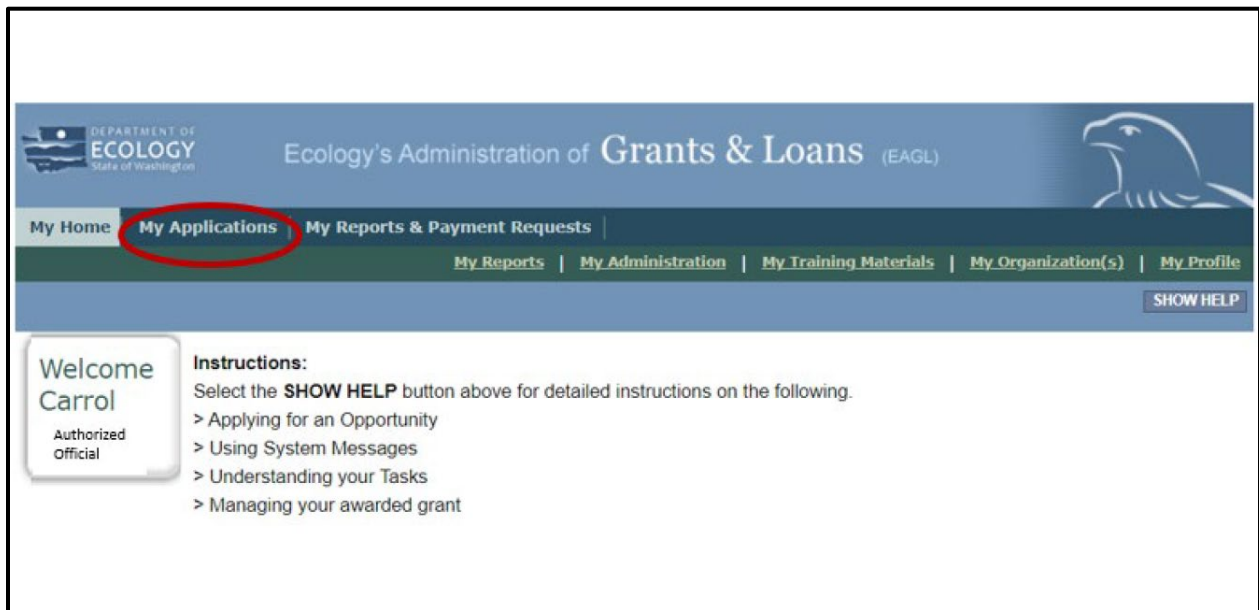 DEPARTMENT OF
ECOLOGY
State of Washington
Ecology's Administration of Grants & Loans (EAGL)
My Home | My Applications | My Reports & Payment Requests |
My Reports | My Administration | My Training Materials | My Organization(s) | My Profile
SHOW HELP
Welcome
Carrol
Authorized
Official
Instructions:
Select the SHOW HELP button above for detailed instructions on the following.
> Applying for an Opportunity
> Using System Messages
> Understanding your Tasks
> Managing your awarded grant